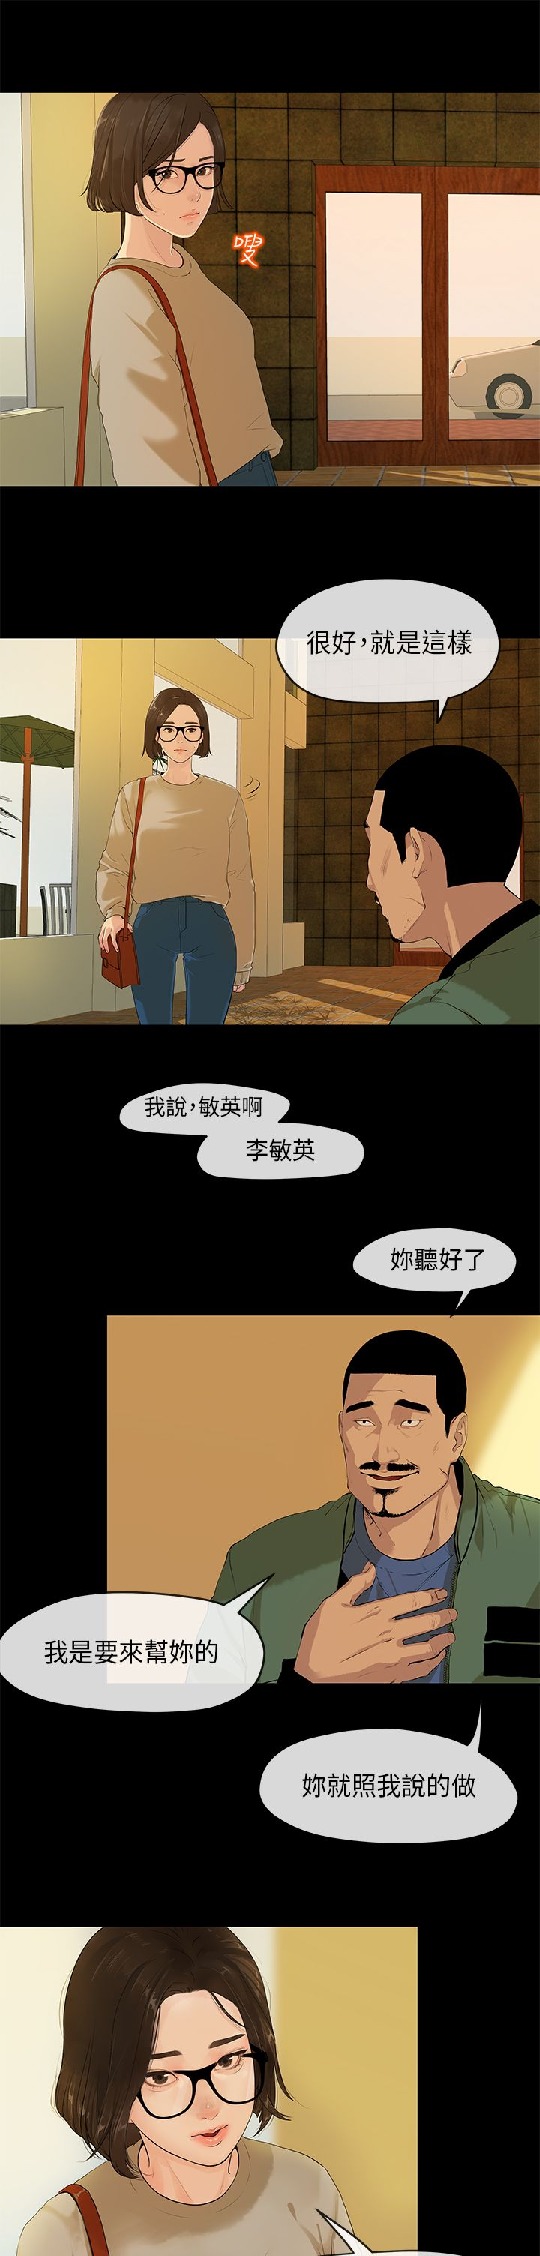 嗖
很好，就是這樣
我說，敏英啊
李敏英
妳聽好了
我是要來幫妳的
妳就照我說的做